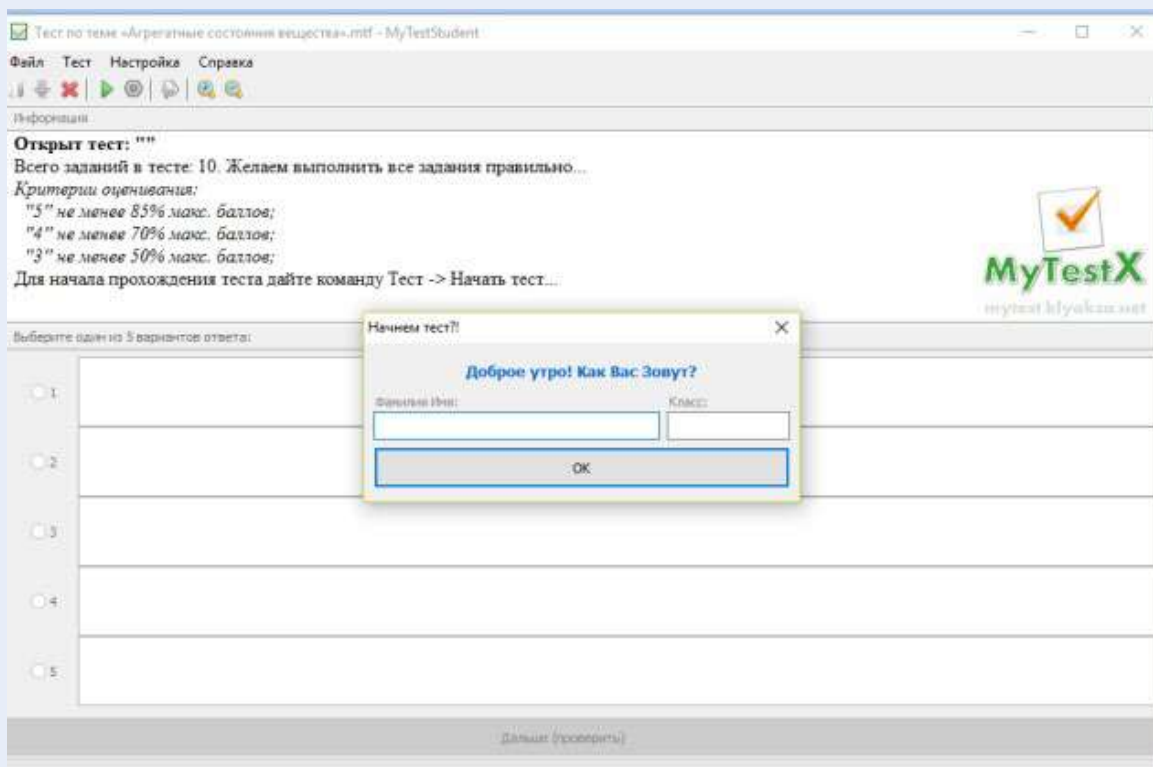 Тест по теме «Агрегатные состояния вещества».mtf - MyTestStudent
Файл Тест Настройка Справка
Информация
Открыт тест: ""
Всего заданий в тесте: 10. Желаем выполнить все задания правильно...
Критерии оценивания:
"5" не менее 85% макс. баллов;
"4" не менее 70% макс. баллов;
"3" не менее 50% макс. баллов;
Для начала прохождения теста дайте команду Тест -> Начать тест...
MyTestX
mytest.klyaksa.net
Выберите один из 5 вариантов ответа:
Начнем тест?!
Доброе утро! Как Вас Зовут?
Фамилия Имя: Класс:
OK
1
2
3
4
5
Дальше (проверить)